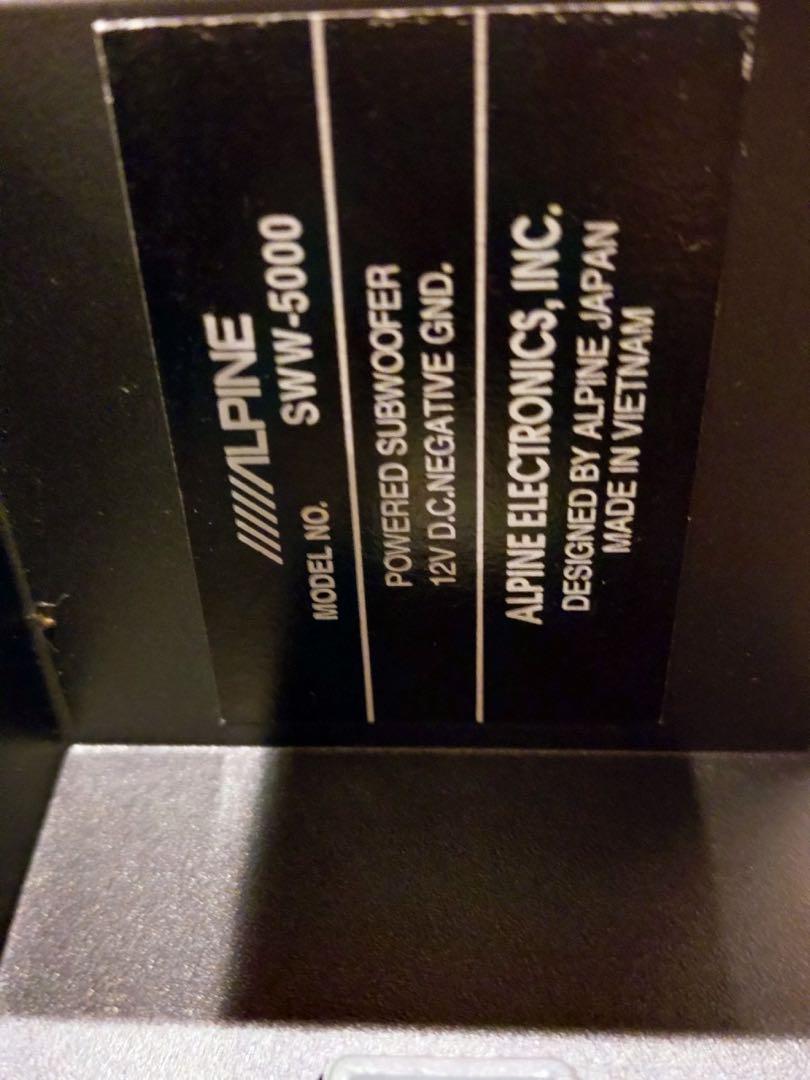 ALPINE
MODEL NO. SWW-5000
POWERED SUBWOOFER
12V D.C.NEGATIVE GND.
ALPINE ELECTRONICS, INC.
DESIGNED BY ALPINE JAPAN
MADE IN VIETNAM